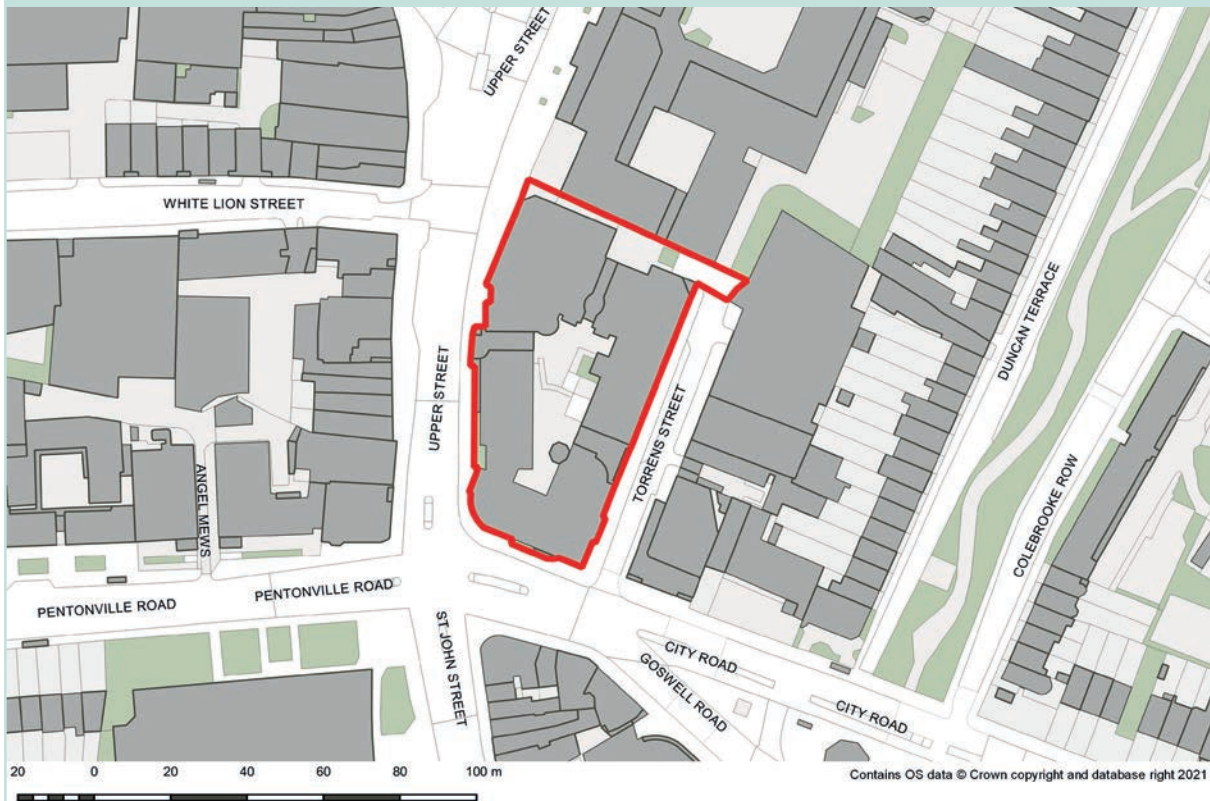 UPPER STREET
WHITE LION STREET
UPPER STREET
DUNCAN TERRACE
TORRENS STREET
ANGEL MEWS
COLEBROOKE ROW
PENTONVILLE ROAD
PENTONVILLE ROAD
ST JOHN STREET
CITY ROAD
GOSWELL ROAD
CITY ROAD
20 0 20 40 60 80 100 m
Contains OS data © Crown copyright and database right 2021